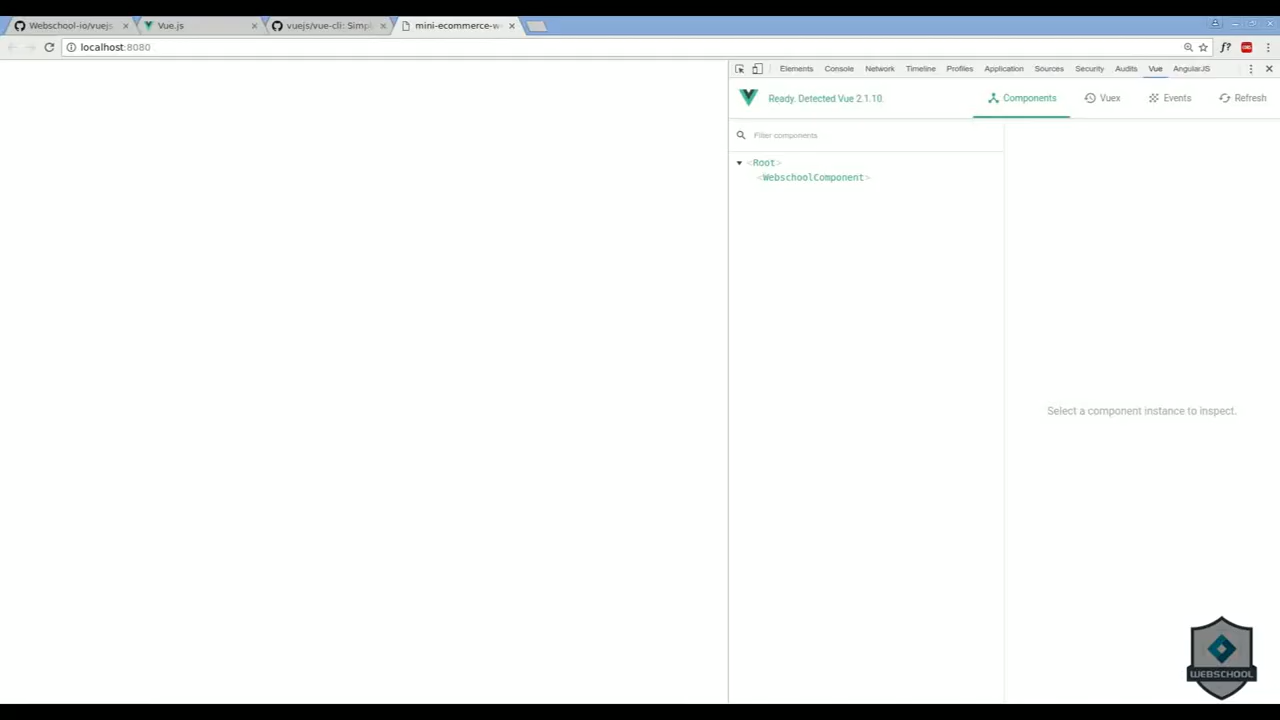 Webschool-io/vuejs
Vue.js
vuejs/vue-cli: Simpl
mini-ecommerce-w
localhost:8080
f?
Elements Console Network Timeline Profiles Application Sources Security Audits Vue AngularJS
Ready. Detected Vue 2.1.10.
Components Vuex Events Refresh
Filter components
<Root>
<WebschoolComponent>
Select a component instance to inspect.
WEBSCHOOL